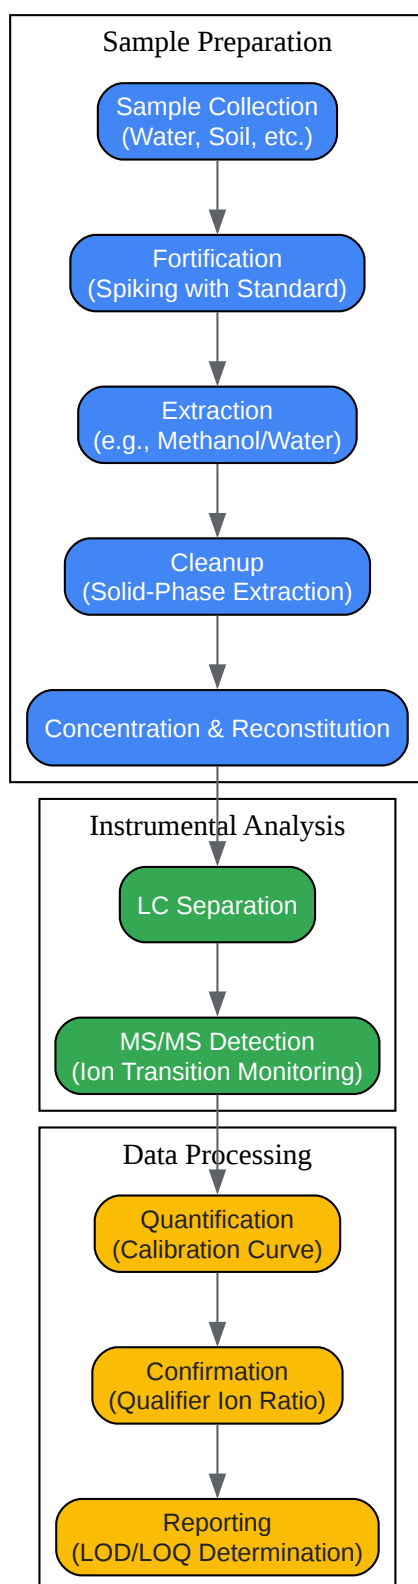 Sample Preparation
Sample Collection
(Water, Soil, etc.)
Fortification
(Spiking with Standard)
Extraction
(e.g., Methanol/Water)
Cleanup
(Solid-Phase Extraction)
Concentration & Reconstitution
Instrumental Analysis
LC Separation
MS/MS Detection
(Ion Transition Monitoring)
Data Processing
Quantification
(Calibration Curve)
Confirmation
(Qualifier Ion Ratio)
Reporting
(LOD/LOQ Determination)